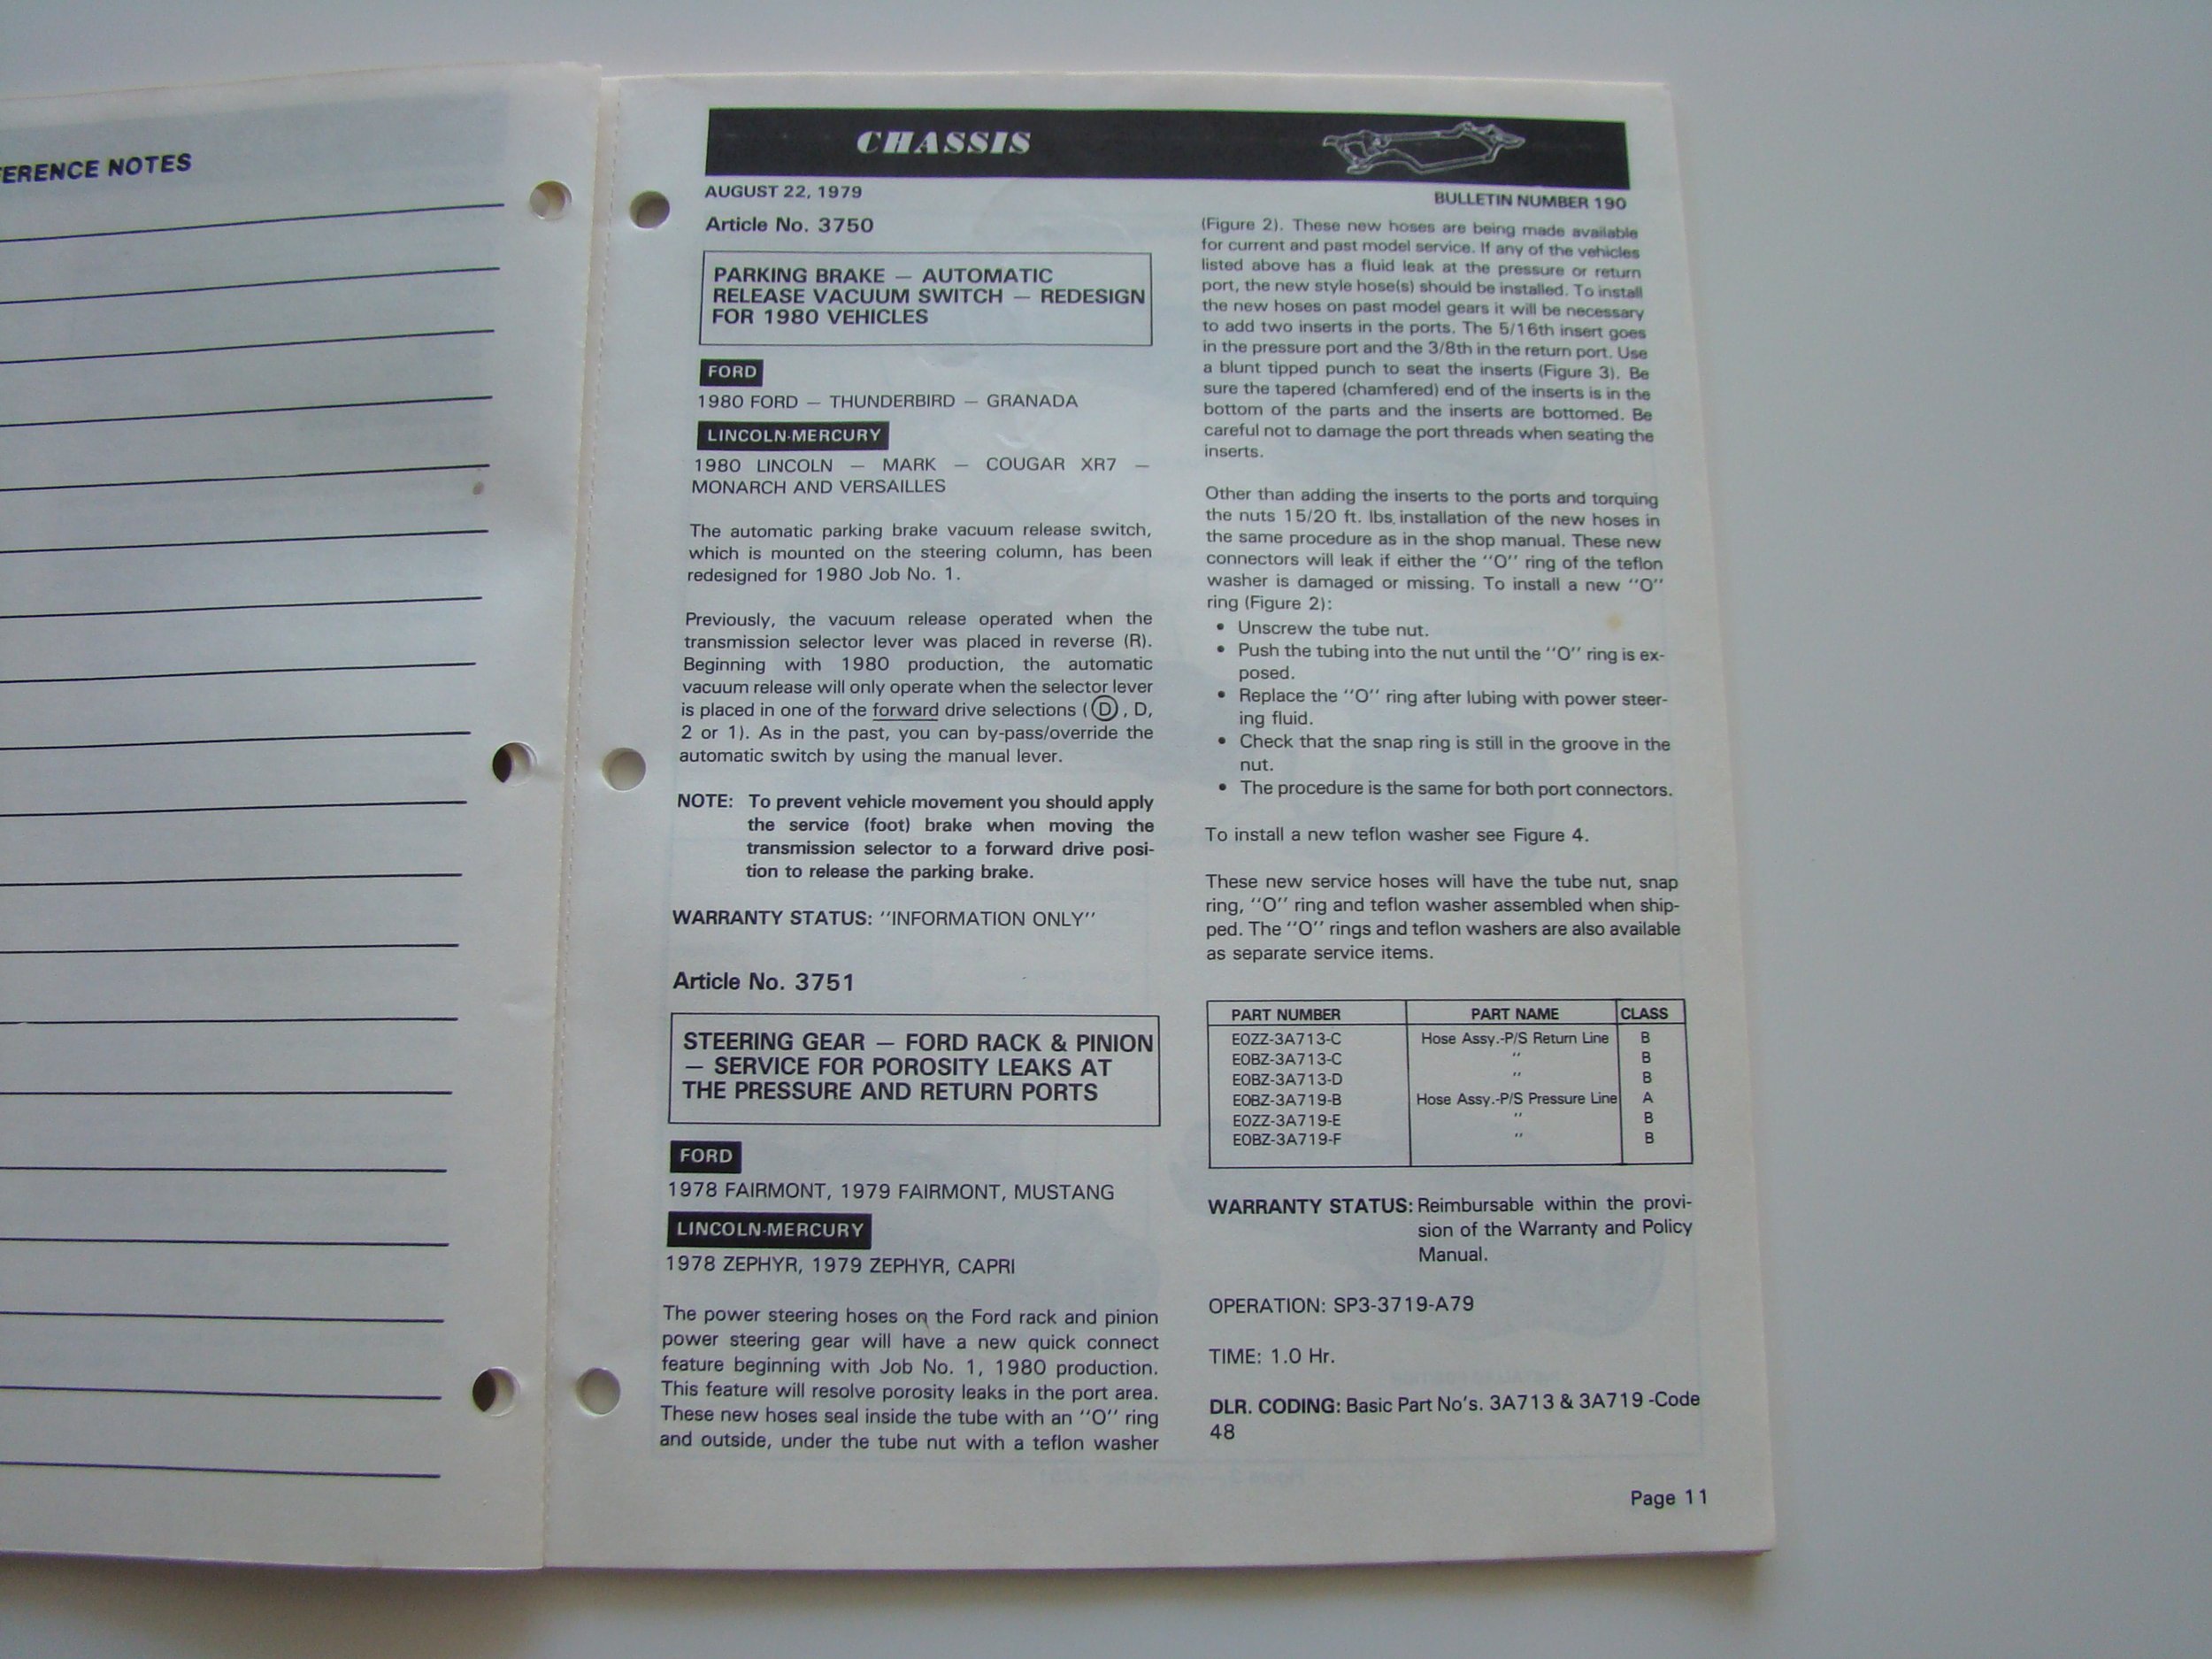 ERENCE NOTES
CHASSIS
AUGUST 22, 1979
BULLETIN NUMBER 190
Article No. 3750
PARKING BRAKE — AUTOMATIC
RELEASE VACUUM SWITCH — REDESIGN
FOR 1980 VEHICLES
FORD
1980 FORD — THUNDERBIRD — GRANADA
LINCOLN-MERCURY
1980 LINCOLN — MARK — COUGAR XR7 —
MONARCH AND VERSAILLES
The automatic parking brake vacuum release switch,
which is mounted on the steering column, has been
redesigned for 1980 Job No. 1.
Previously, the vacuum release operated when the
transmission selector lever was placed in reverse (R).
Beginning with 1980 production, the automatic
vacuum release will only operate when the selector lever
is placed in one of the forward drive selections (Ⓓ, D,
2 or 1). As in the past, you can by-pass/override the
automatic switch by using the manual lever.
NOTE: To prevent vehicle movement you should apply
the service (foot) brake when moving the
transmission selector to a forward drive posi-
tion to release the parking brake.
WARRANTY STATUS: "INFORMATION ONLY"
Article No. 3751
STEERING GEAR — FORD RACK & PINION
— SERVICE FOR POROSITY LEAKS AT
THE PRESSURE AND RETURN PORTS
FORD
1978 FAIRMONT, 1979 FAIRMONT, MUSTANG
LINCOLN-MERCURY
1978 ZEPHYR, 1979 ZEPHYR, CAPRI
The power steering hoses on the Ford rack and pinion
power steering gear will have a new quick connect
feature beginning with Job No. 1, 1980 production.
This feature will resolve porosity leaks in the port area.
These new hoses seal inside the tube with an "O" ring
and outside, under the tube nut with a teflon washer
(Figure 2). These new hoses are being made available
for current and past model service. If any of the vehicles
listed above has a fluid leak at the pressure or return
port, the new style hose(s) should be installed. To install
the new hoses on past model gears it will be necessary
to add two inserts in the ports. The 5/16th insert goes
in the pressure port and the 3/8th in the return port. Use
a blunt tipped punch to seat the inserts (Figure 3). Be
sure the tapered (chamfered) end of the inserts is in the
bottom of the parts and the inserts are bottomed. Be
careful not to damage the port threads when seating the
inserts.
Other than adding the inserts to the ports and torquing
the nuts 15/20 ft. lbs. installation of the new hoses in
the same procedure as in the shop manual. These new
connectors will leak if either the "O" ring of the teflon
washer is damaged or missing. To install a new "O"
ring (Figure 2):
• Unscrew the tube nut.
• Push the tubing into the nut until the "O" ring is ex-
posed.
• Replace the "O" ring after lubing with power steer-
ing fluid.
• Check that the snap ring is still in the groove in the
nut.
• The procedure is the same for both port connectors.
To install a new teflon washer see Figure 4.
These new service hoses will have the tube nut, snap
ring, "O" ring and teflon washer assembled when ship-
ped. The "O" rings and teflon washers are also available
as separate service items.
PART NUMBER PART NAME CLASS
E0ZZ-3A713-C Hose Assy.-P/S Return Line B
E0BZ-3A713-C " B
E0BZ-3A713-D " B
E0BZ-3A719-B Hose Assy.-P/S Pressure Line A
E0ZZ-3A719-E " B
E0BZ-3A719-F " B
WARRANTY STATUS: Reimbursable within the provi-
sion of the Warranty and Policy
Manual.
OPERATION: SP3-3719-A79
TIME: 1.0 Hr.
DLR. CODING: Basic Part No's. 3A713 & 3A719 -Code
48
Page 11